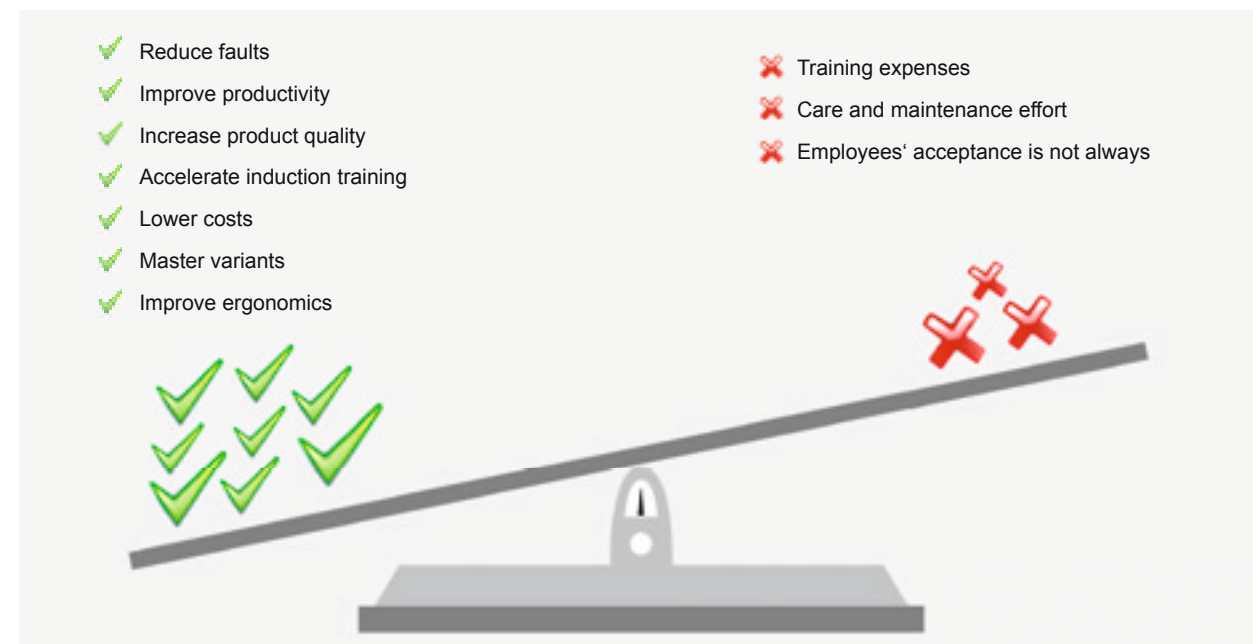 Reduce faults
Improve productivity
Increase product quality
Accelerate induction training
Lower costs
Master variants
Improve ergonomics
Training expenses
Care and maintenance effort
Employees‘ acceptance is not always